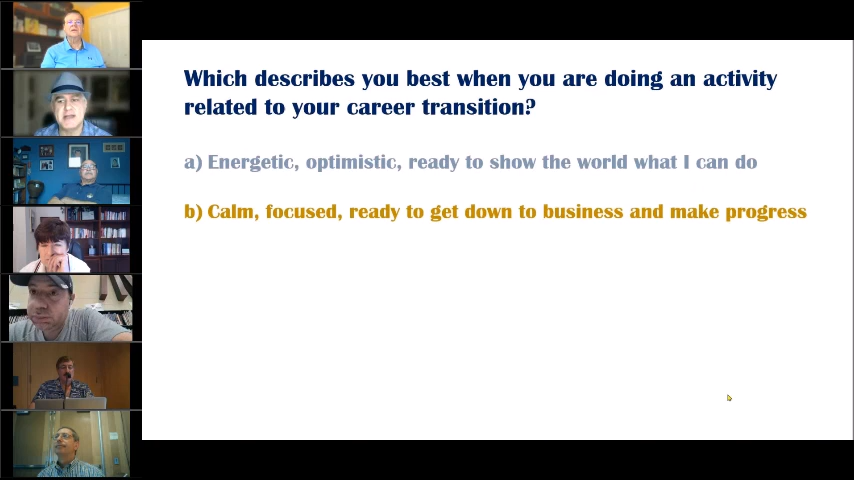 Which describes you best when you are doing an activity
related to your career transition?
a) Energetic, optimistic, ready to show the world what I can do
b) Calm, focused, ready to get down to business and make progress